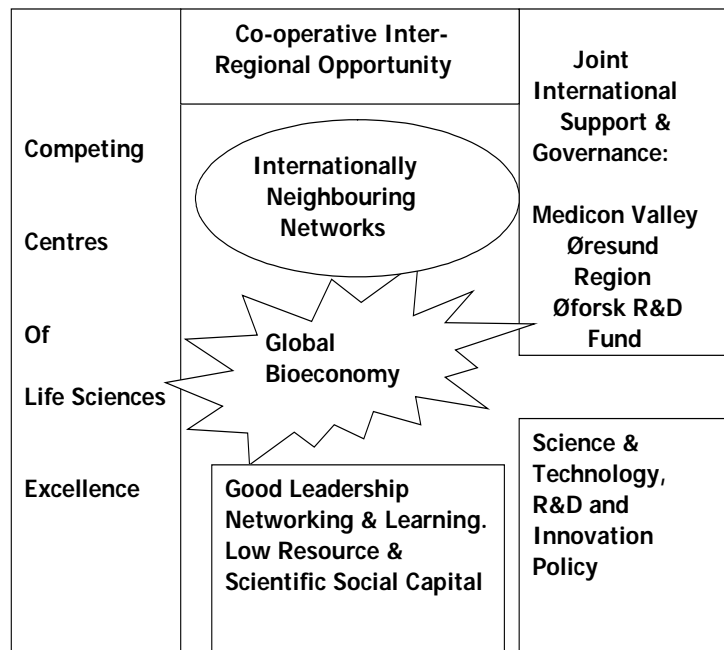 Competing
Centres
Of
Life Sciences
Excellence
Co-operative Inter-
Regional Opportunity
Internationally
Neighbouring
Networks
Global
Bioeconomy
Good Leadership
Networking & Learning.
Low Resource &
Scientific Social Capital
Joint
International
Support &
Governance:
Medicon Valley
Øresund
Region
Øforsk R&D
Fund
Science &
Technology,
R&D and
Innovation
Policy